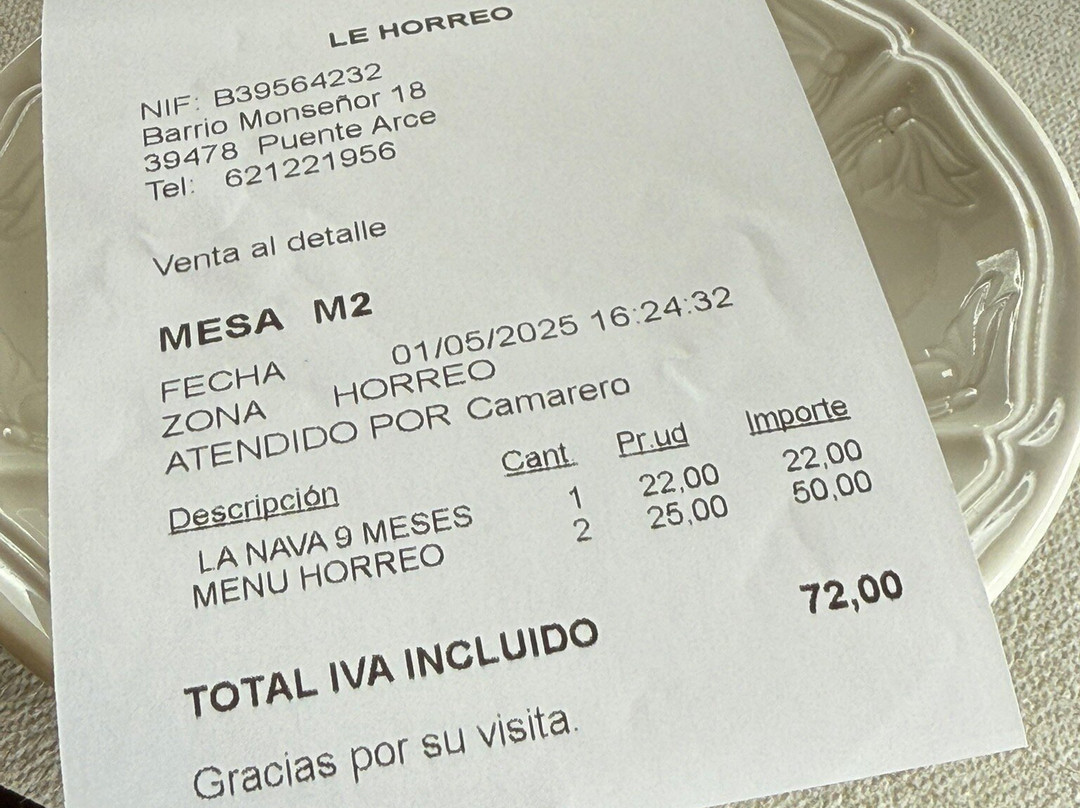 LE HORREO
NIF: B39564232
Barrio Monseñor 18
39478 Puente Arce
Tel: 621221956
Venta al detalle
MESA M2
FECHA 01/05/2025 16:24:32
ZONA HORREO
ATENDIDO POR Camarero
Descripción Cant. Pr.ud Importe
LA NAVA 9 MESES 1 22,00 22,00
MENU HORREO 2 25,00 50,00
TOTAL IVA INCLUIDO 72,00
Gracias por su visita.